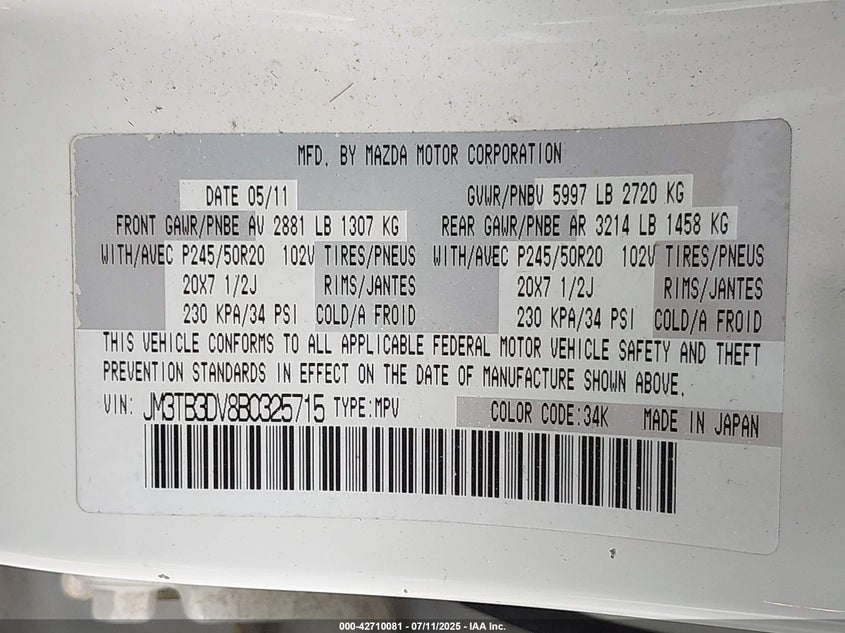 MFD. BY MAZDA MOTOR CORPORATION
DATE 05/11 GVWR/PNBV 5997 LB 2720 KG
FRONT GAWR/PNBE AV 2881 LB 1307 KG REAR GAWR/PNBE AR 3214 LB 1458 KG
WITH/AVEC P245/50R20 102V TIRES/PNEUS WITH/AVEC P245/50R20 102V TIRES/PNEUS
20X7 1/2J RIMS/JANTES 20X7 1/2J RIMS/JANTES
230 KPA/34 PSI COLD/A FROID 230 KPA/34 PSI COLD/A FROID
THIS VEHICLE CONFORMS TO ALL APPLICABLE FEDERAL MOTOR VEHICLE SAFETY AND THEFT
PREVENTION STANDARDS IN EFFECT ON THE DATE OF MANUFACTURE SHOWN ABOVE.
VIN: JM3TB3DV8B0325715 TYPE:MPV COLOR CODE:34K MADE IN JAPAN
000-42710081 - 07/11/2025 - IAA Inc.